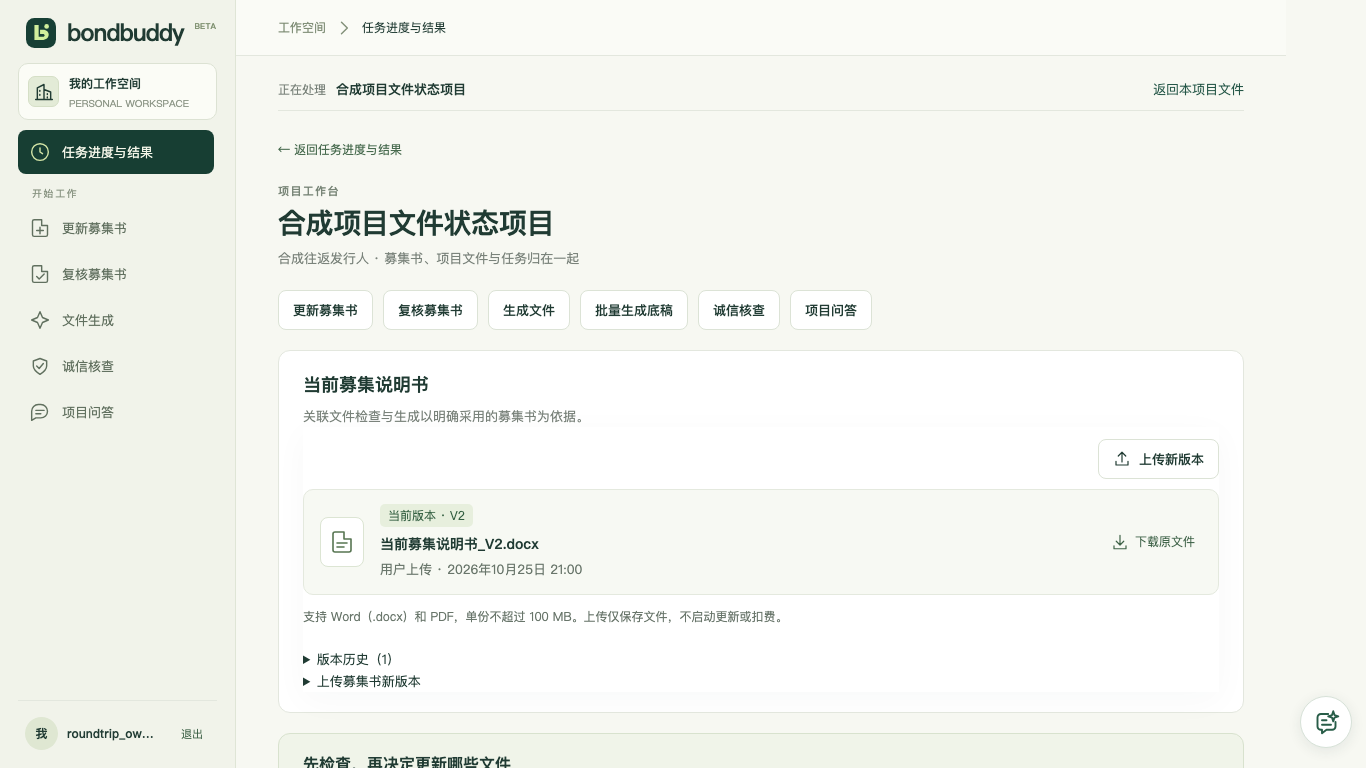 bondbuddy BETA
我的工作空间
PERSONAL WORKSPACE
任务进度与结果
开始工作
更新募集书
复核募集书
文件生成
诚信核查
项目问答
我 roundtrip_ow... 退出
工作空间 任务进度与结果
正在处理 合成项目文件状态项目 返回本项目文件
← 返回任务进度与结果
项目工作台
合成项目文件状态项目
合成往返发行人 · 募集书、项目文件与任务归在一起
更新募集书 复核募集书 生成文件 批量生成底稿 诚信核查 项目问答
当前募集说明书
关联文件检查与生成以明确采用的募集书为依据。
上传新版本
当前版本 · V2
当前募集说明书_V2.docx
用户上传 · 2026年10月25日 21:00
下载原文件
支持 Word（.docx）和 PDF，单份不超过 100 MB。上传仅保存文件，不启动更新或扣费。
▶ 版本历史（1）
▶ 上传募集书新版本
先检查，再决定更新哪些文件